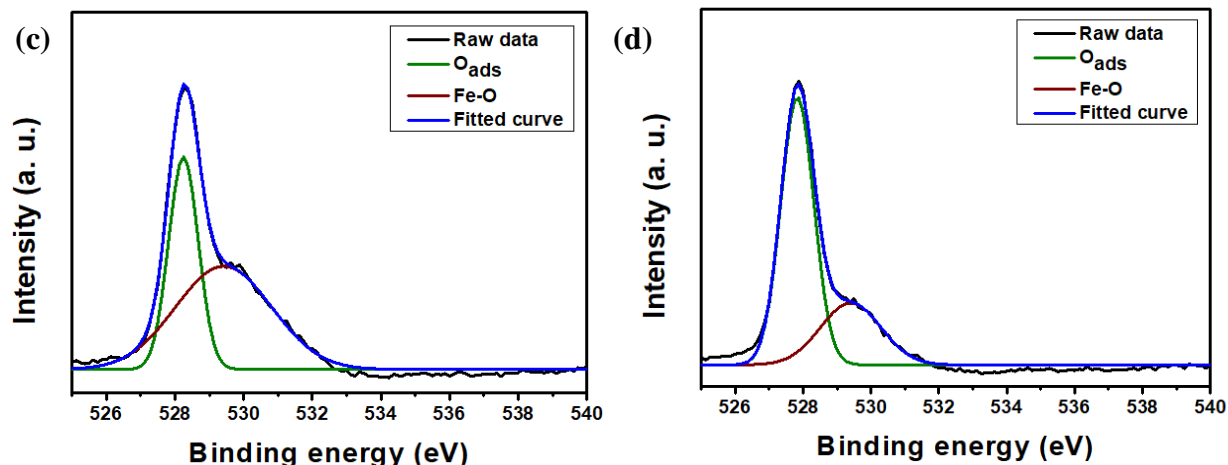 (c)
Raw data
Oads
Fe-O
Fitted curve
Intensity (a. u.)
526 528 530 532 534 536 538 540
Binding energy (eV)
(d)
Raw data
Oads
Fe-O
Fitted curve
Intensity (a. u.)
526 528 530 532 534 536 538 540
Binding energy (eV)